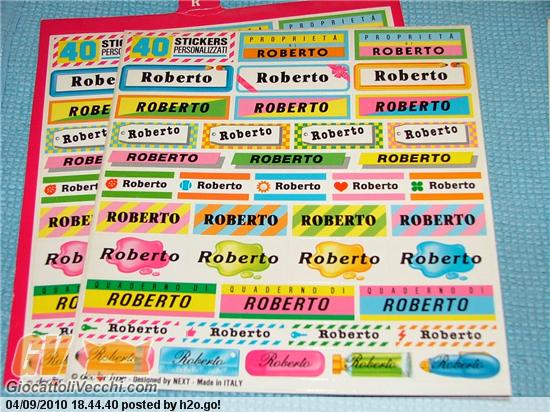 R
40 STICKERS
PERSONALIZZATI
PROPRIETÀ PROPRIETÀ
DI DI
ROBERTO ROBERTO
Roberto Roberto Roberto
ROBERTO ROBERTO ROBERTO
Roberto Roberto Roberto Roberto
ROBERTO ROBERTO ROBERTO
Roberto Roberto Roberto Roberto Roberto
ROBERTO ROBERTO ROBERTO ROBERTO
Roberto Roberto Roberto Roberto
QUADERNO DI QUADERNO DI QUADERNO DI
ROBERTO ROBERTO ROBERTO
Roberto Roberto Roberto Roberto
Roberto Roberto Roberto Roberto Roberto
Designed by NEXT - Made in ITALY
GV
GiocattoliVecchi.com
04/09/2010 18.44.40 posted by h2o.go!